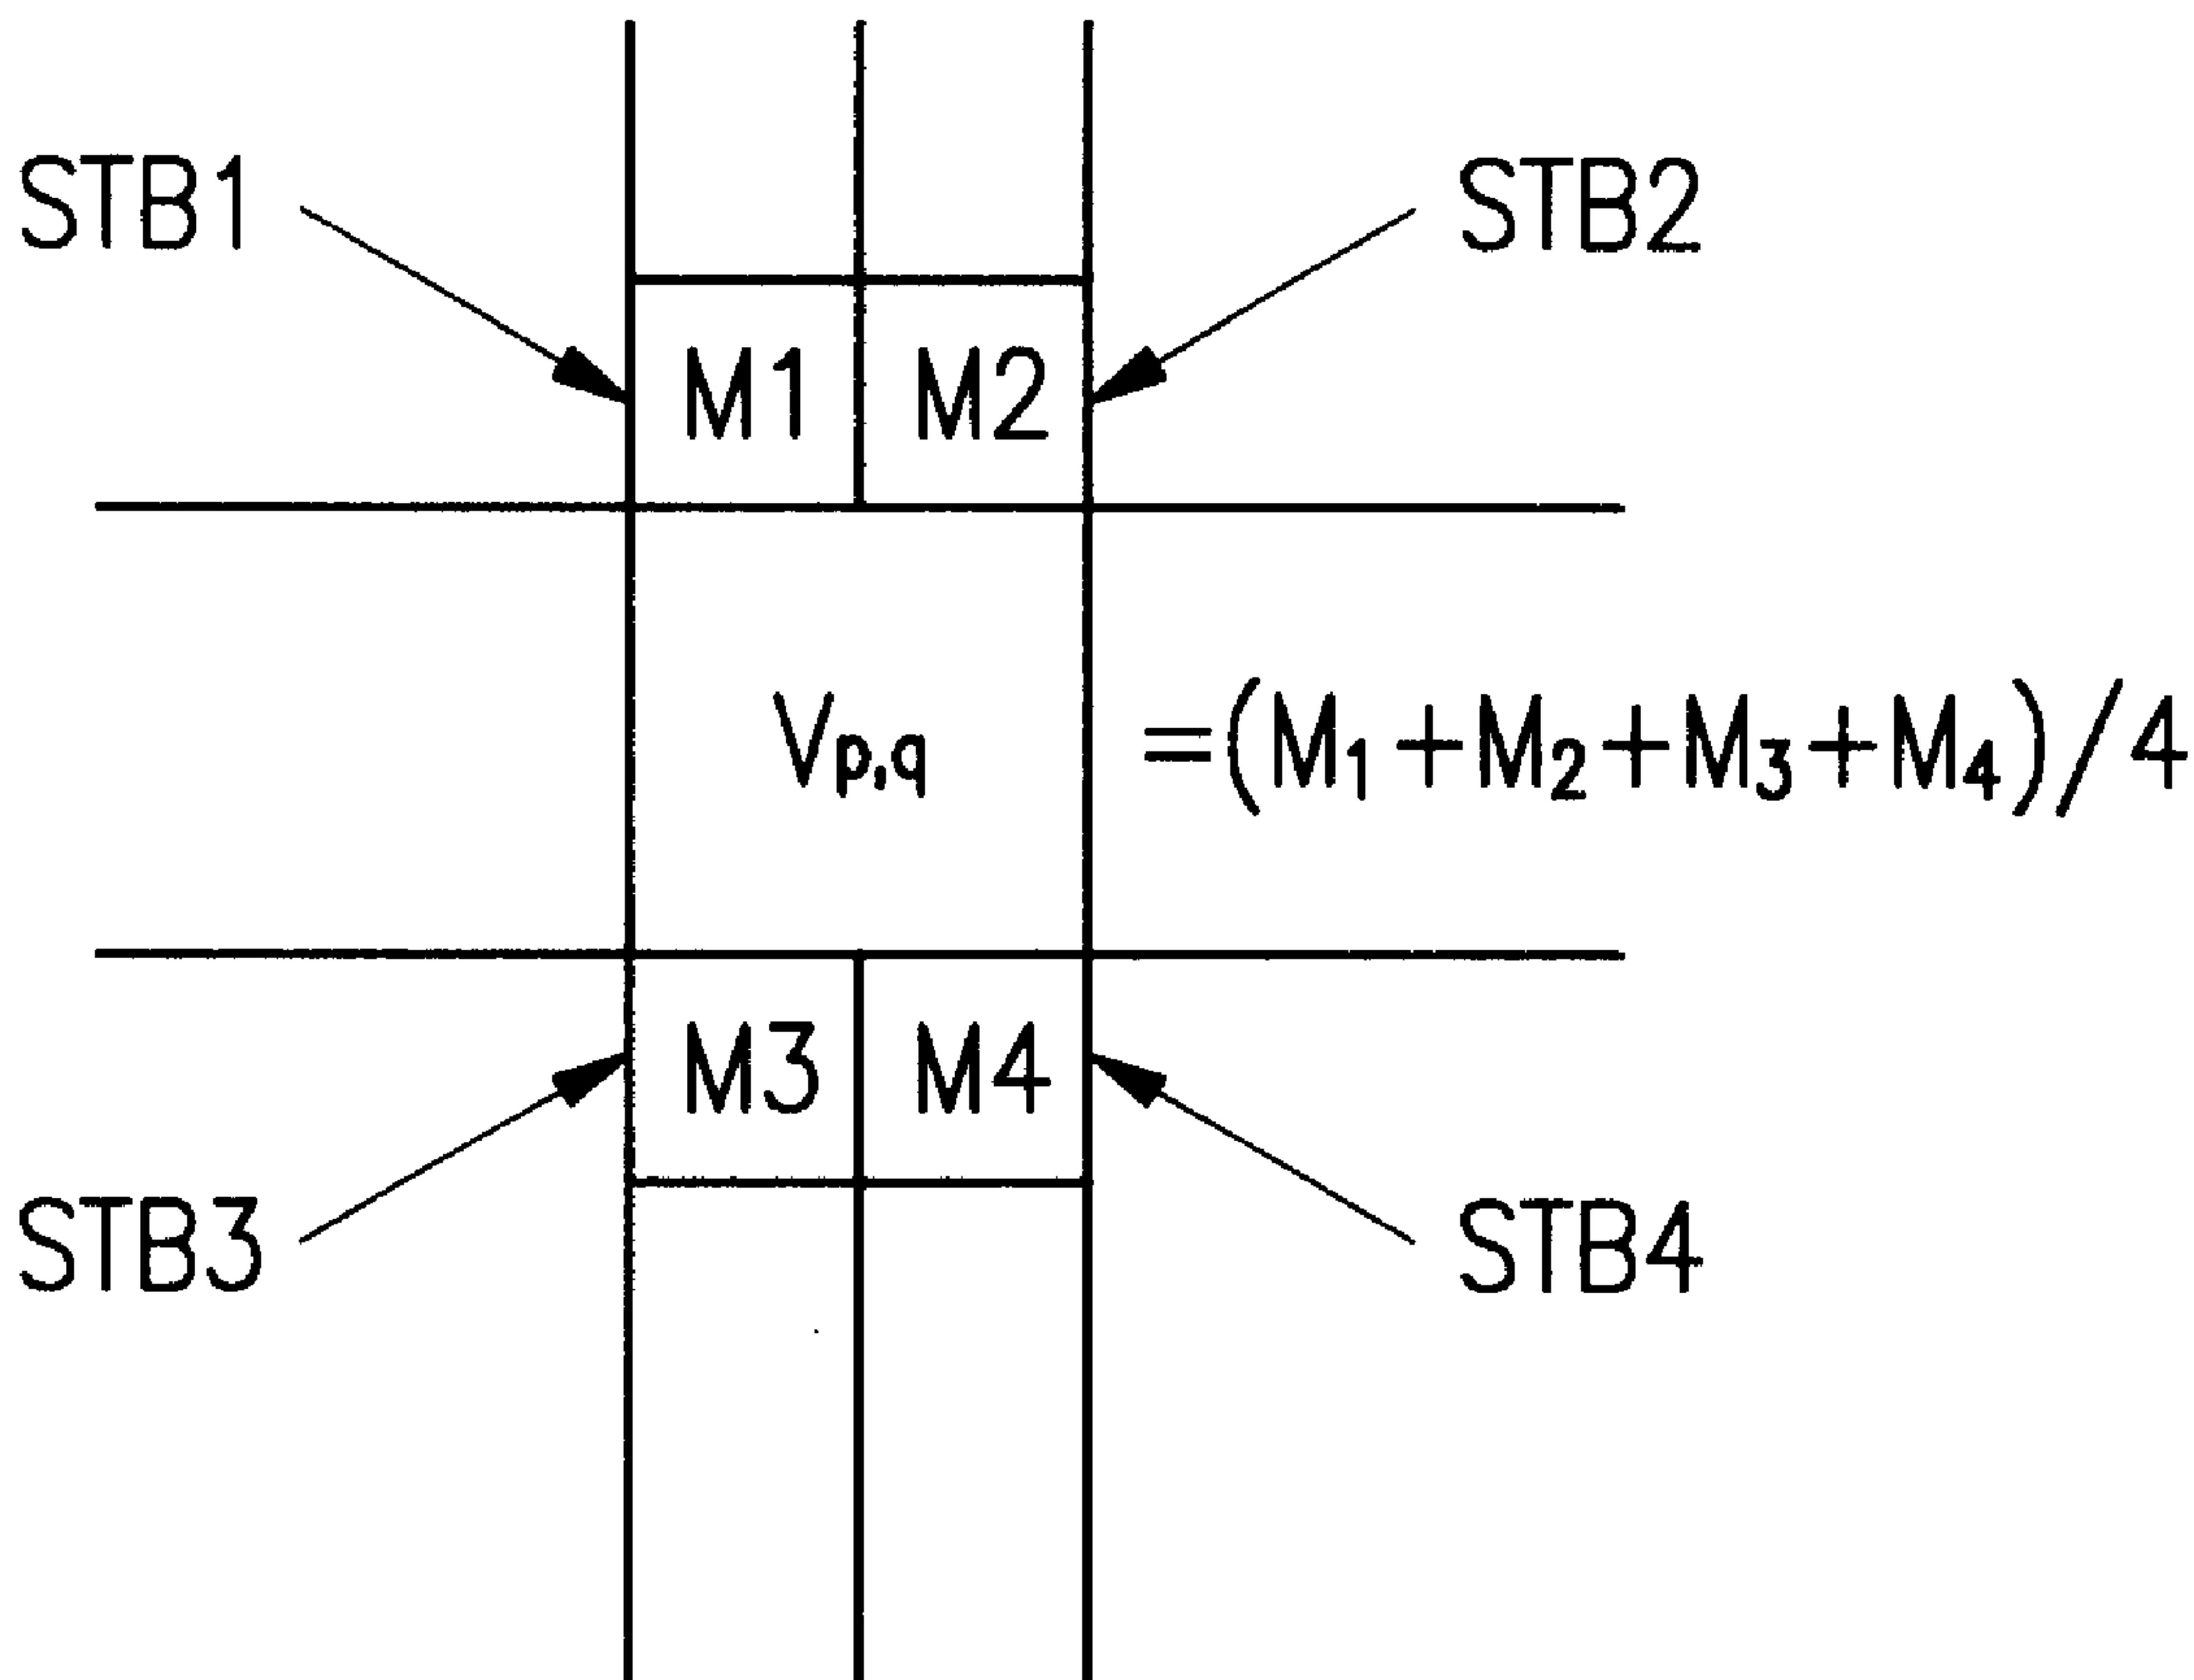 STB1
STB2
M1 M2
Vp,q =(M1+M2+M3+M4)/4
M3 M4
STB3
STB4